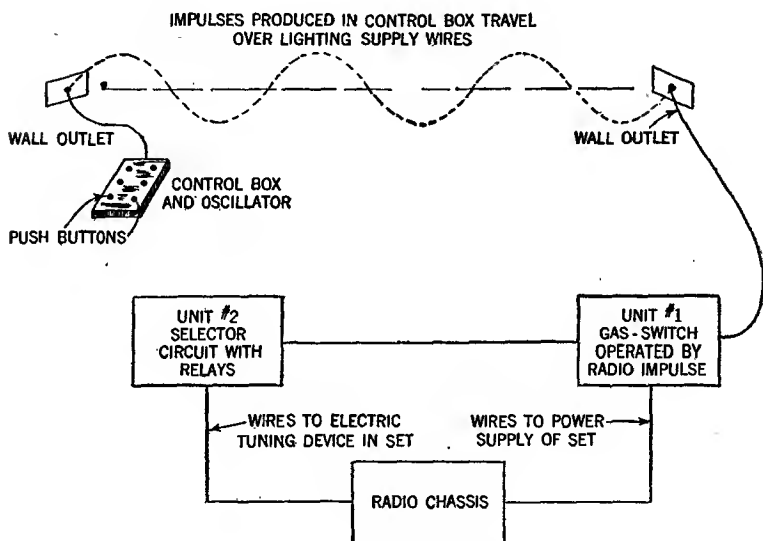 IMPULSES PRODUCED IN CONTROL BOX TRAVEL
OVER LIGHTING SUPPLY WIRES
WALL OUTLET
WALL OUTLET
CONTROL BOX
AND OSCILLATOR
PUSH BUTTONS
UNIT #2
SELECTOR
CIRCUIT WITH
RELAYS
UNIT #1
GAS-SWITCH
OPERATED BY
RADIO IMPULSE
WIRES TO ELECTRIC
TUNING DEVICE IN SET
WIRES TO POWER
SUPPLY OF SET
RADIO CHASSIS